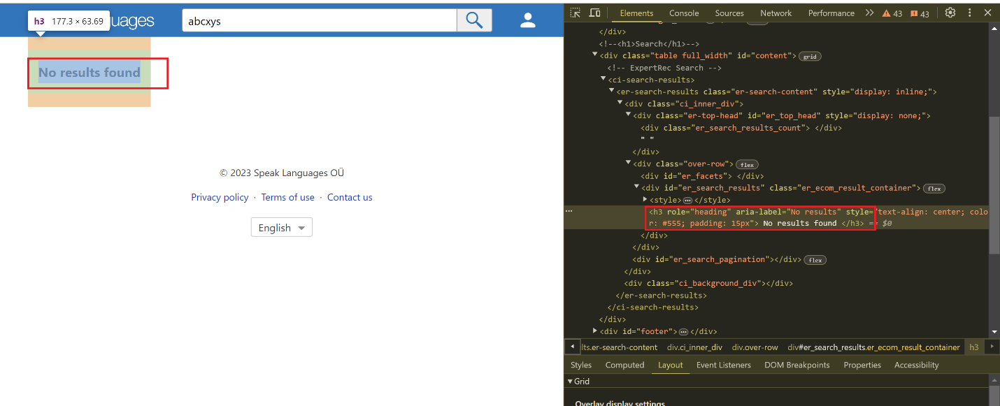 h3 177.3 × 63.69
uages
abcxys
No results found
© 2023 Speak Languages OÜ
Privacy policy · Terms of use · Contact us
English
Elements Console Sources Network Performance 43 43
</div>
<!--<h1>Search</h1>-->
<div class="table full_width" id="content"> grid
<!-- ExpertRec Search -->
<ci-search-results>
<er-search-results class="er-search-content" style="display: inline;">
<div class="ci_inner_div">
<div class="er-top-head" id="er_top_head" style="display: none;">
<div class="er_search_results_count"> </div>
" "
</div>
<div class="over-row"> flex
<div id="er_facets"> </div>
<div id="er_search_results" class="er_ecom_result_container"> flex
<style> … </style>
<h3 role="heading" aria-label="No results" style="text-align: center; colo
r: #555; padding: 15px"> No results found </h3> == $0
</div>
</div>
<div id="er_search_pagination"></div> flex
</div>
<div class="ci_background_div"></div>
</er-search-results>
</ci-search-results>
</div>
<div id="footer"> … </div>
lts.er-search-content div.ci_inner_div div.over-row div#er_search_results.er_ecom_result_container h3
Styles Computed Layout Event Listeners DOM Breakpoints Properties Accessibility
Grid
Overlay display settings